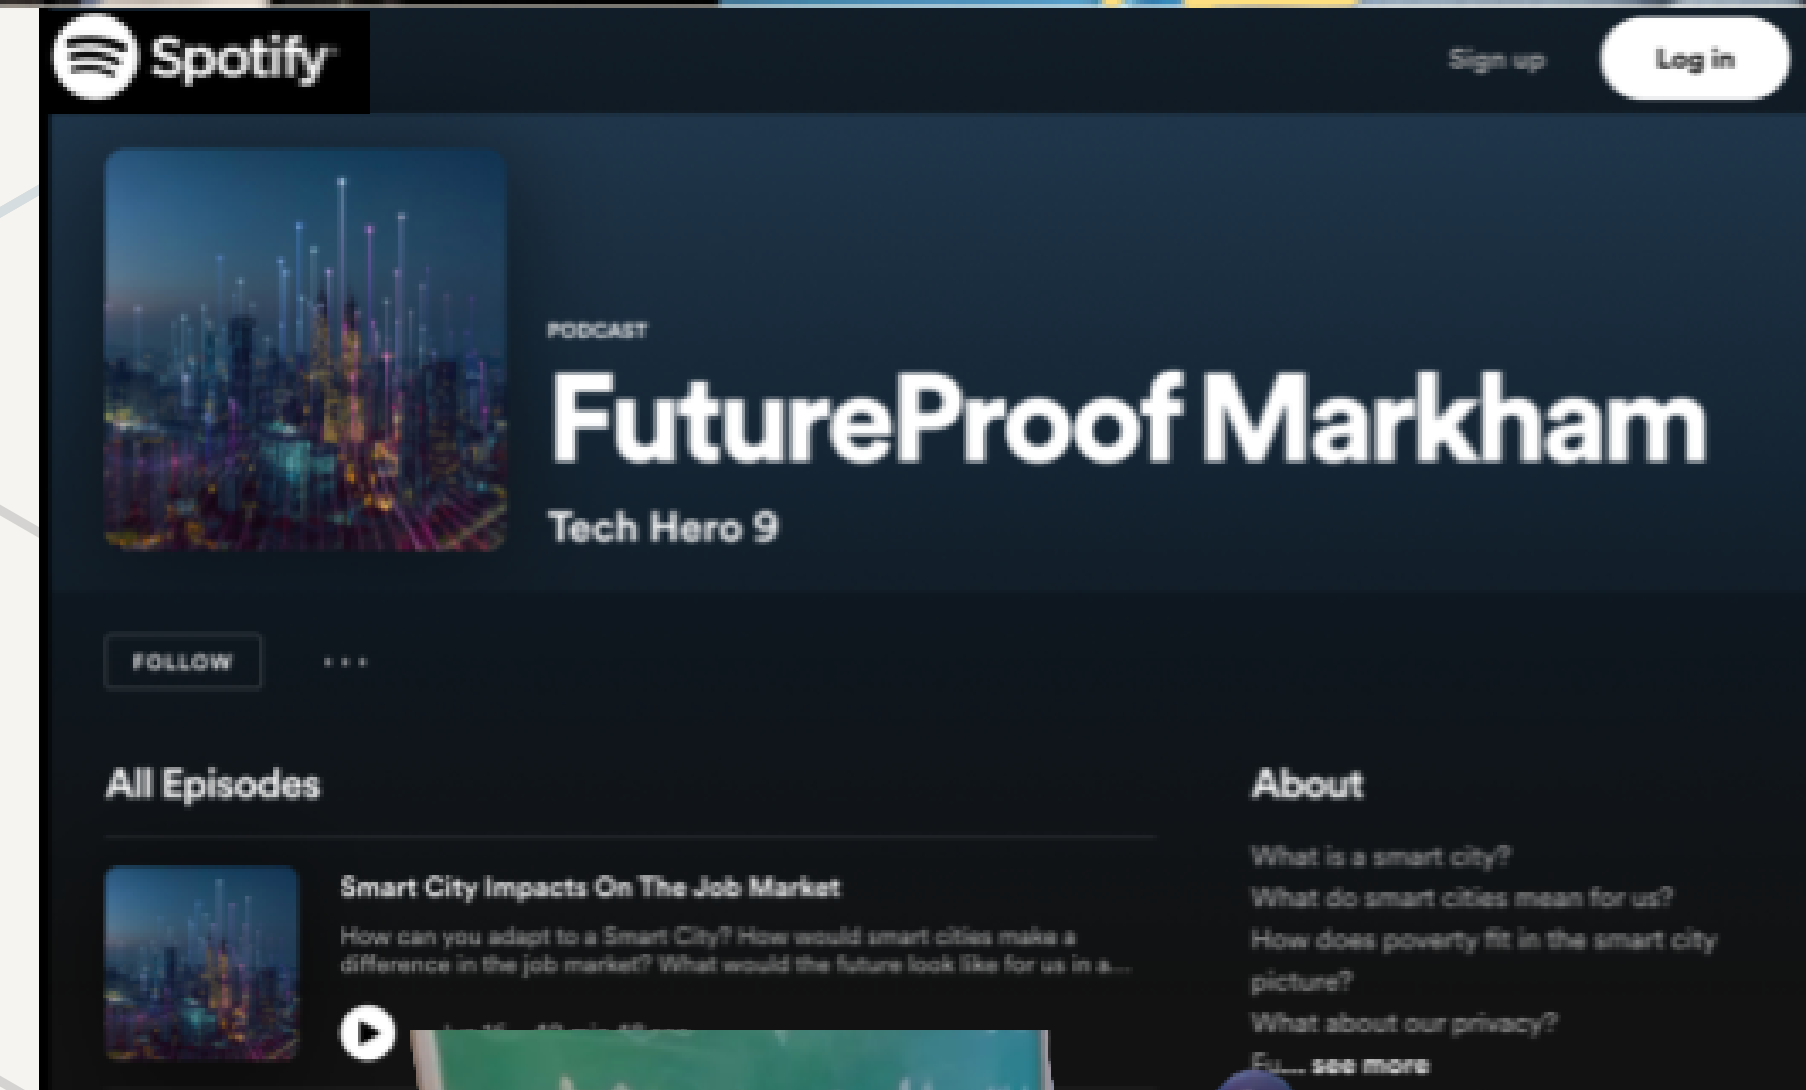 Spotify
Sign up
Log in
PODCAST
FutureProof Markham
Tech Hero 9
FOLLOW
All Episodes
Smart City Impacts On The Job Market
How can you adapt to a Smart City? How would smart cities make a
difference in the job market? What would the future look like for us in a...
About
What is a smart city?
What do smart cities mean for us?
How does poverty fit in the smart city
picture?
What about our privacy?
Fu... see more